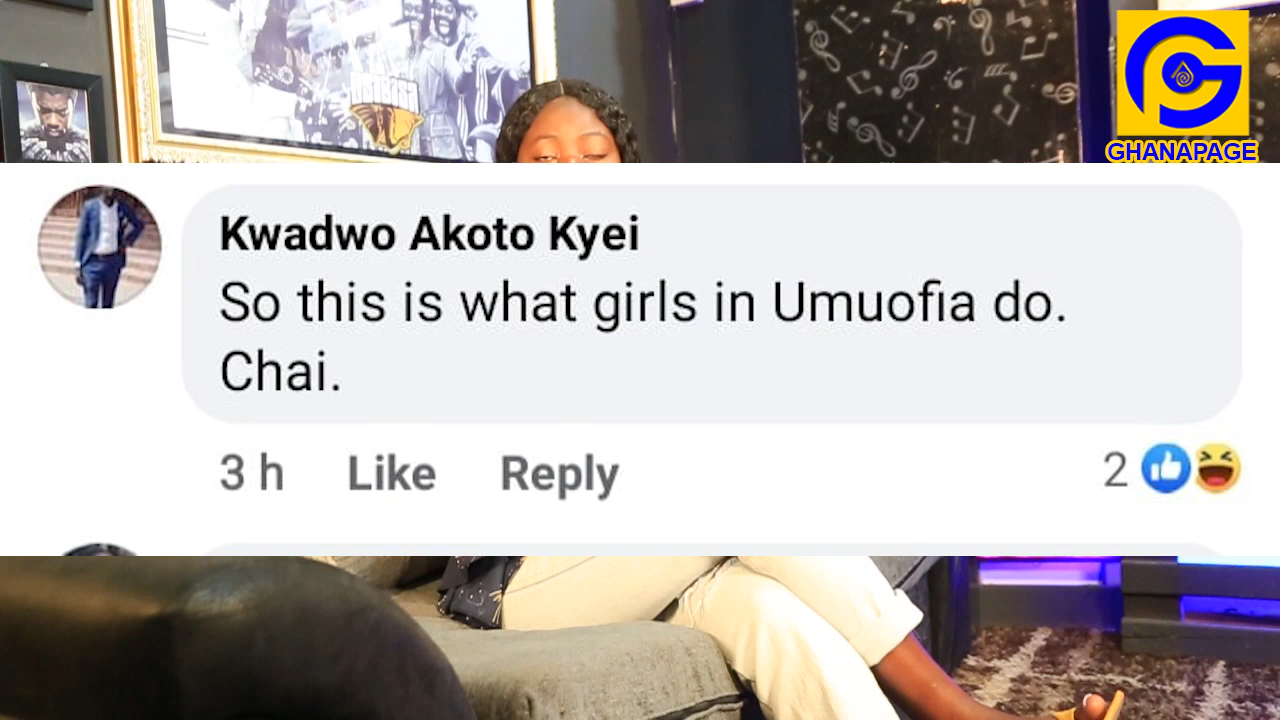 GHANAPAGE
Kwadwo Akoto Kyei
So this is what girls in Umuofia do.
Chai.
3 h Like Reply 2